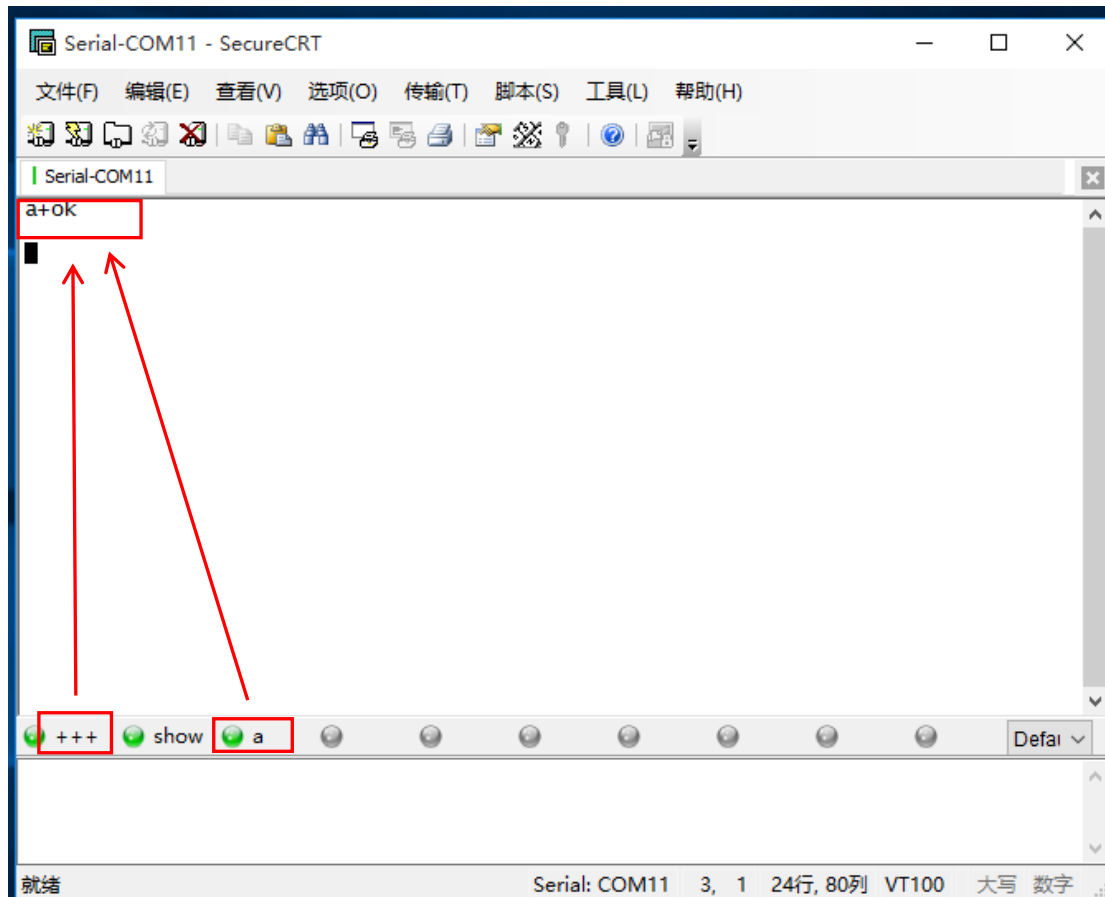 Serial-COM11 - SecureCRT
文件(F) 编辑(E) 查看(V) 选项(O) 传输(T) 脚本(S) 工具(L) 帮助(H)
Serial-COM11
a+ok
+++ show a Defau
就绪 Serial: COM11 3, 1 24行, 80列 VT100 大写 数字